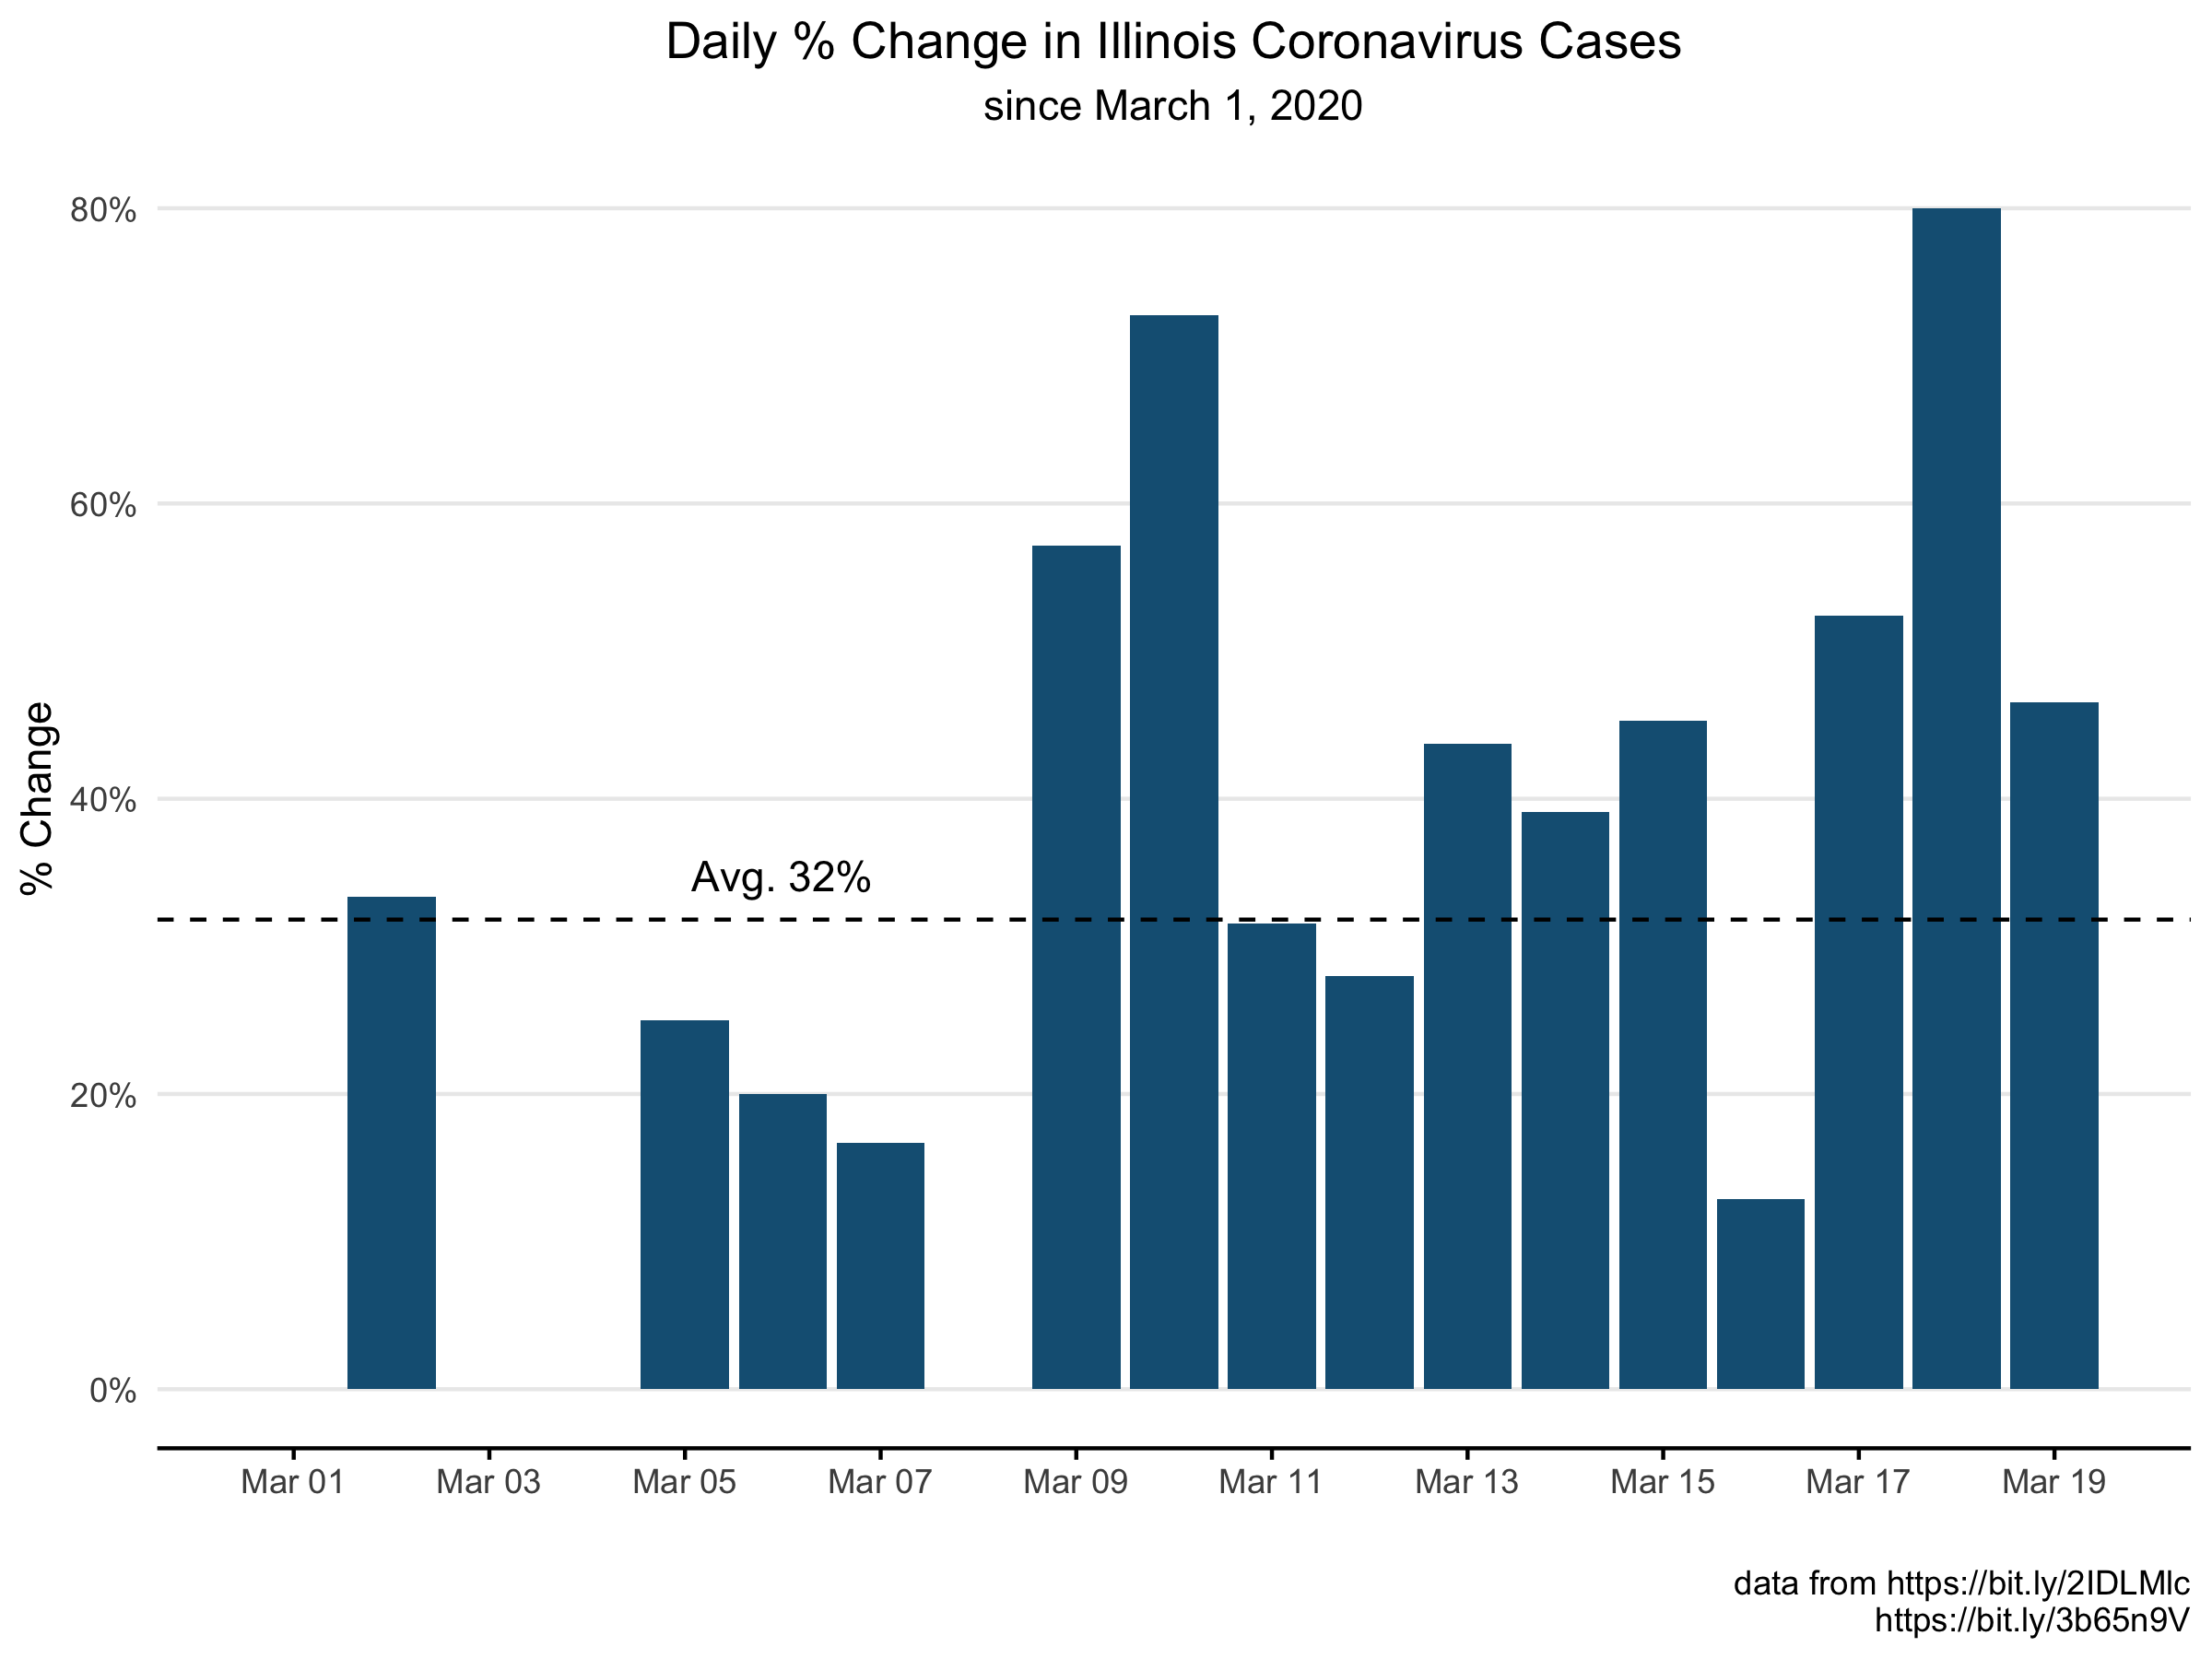 Daily % Change in Illinois Coronavirus Cases
since March 1, 2020
80%
60%
40%
20%
0%
% Change
Avg. 32%
Mar 01 Mar 03 Mar 05 Mar 07 Mar 09 Mar 11 Mar 13 Mar 15 Mar 17 Mar 19
data from https://bit.ly/2IDLMlc
https://bit.ly/3b65n9V